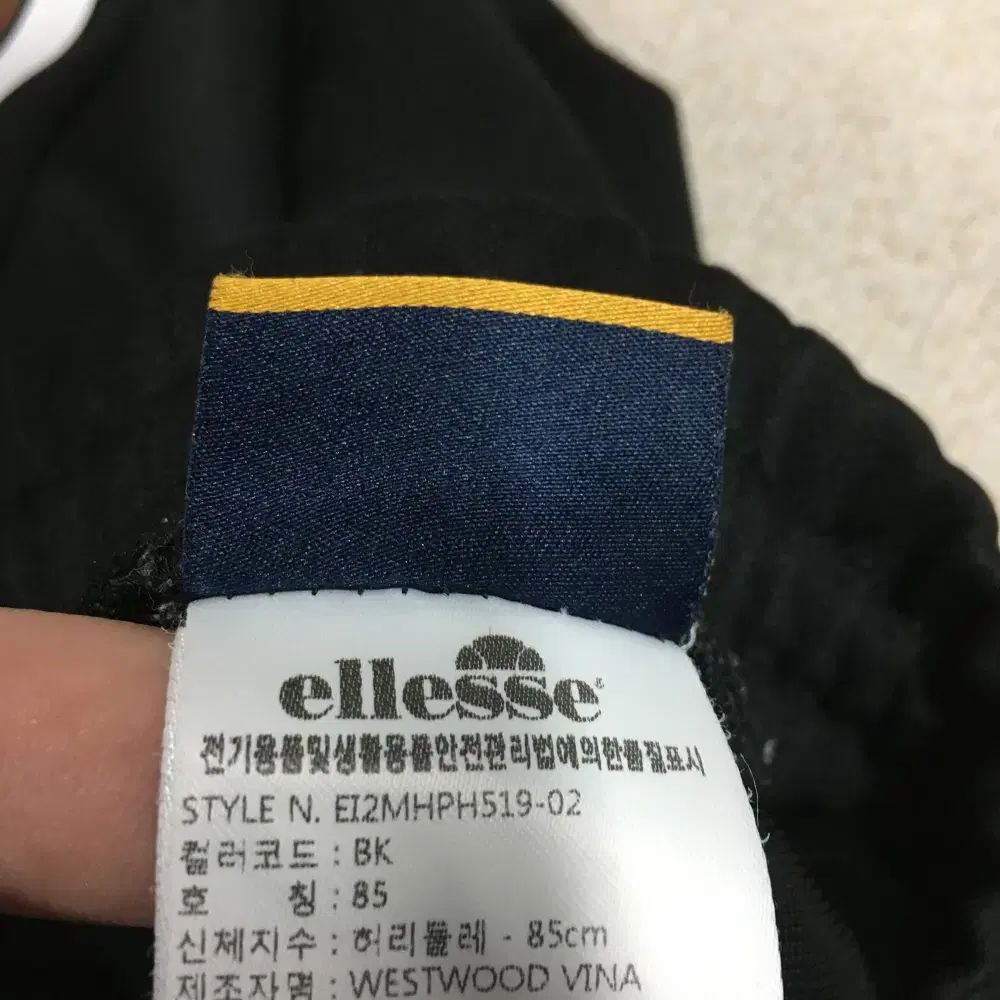 ellesse
전기용품및생활용품안전관리법에의한품질표시
STYLE N. EI2MHPH519-02
컬러코드 : BK
호 칭 : 85
신체지수 : 허리둘레 - 85cm
제조자명 : WESTWOOD VINA